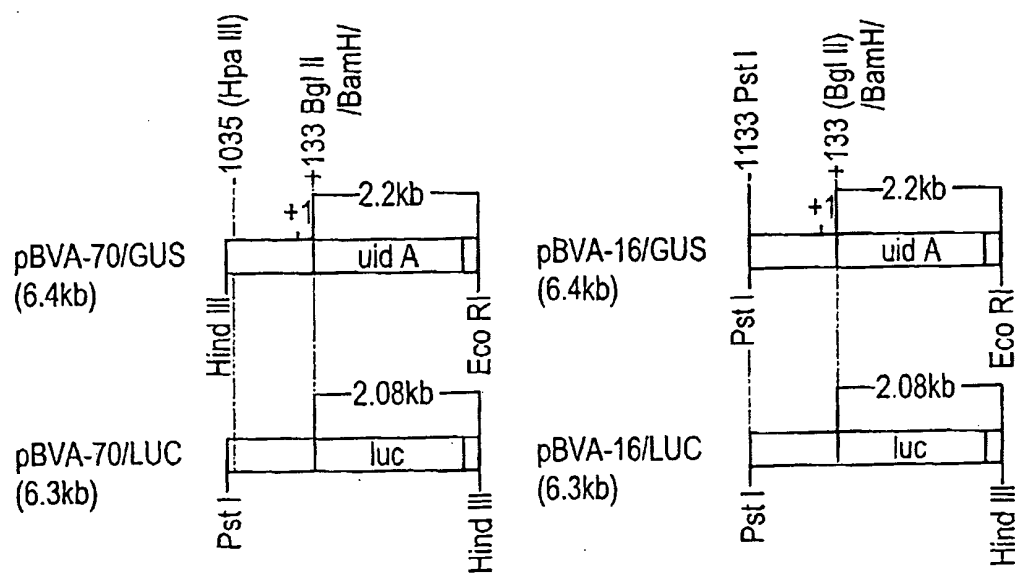 -1035 (Hpa III)
+133 Bgl II
/BamH/
-1133 Pst I
+133 (Bgl II)
/BamH/
+1
2.2kb
+1
2.2kb
pBVA-70/GUS
(6.4kb)
uid A
pBVA-16/GUS
(6.4kb)
uid A
Hind III
Eco RI
Pst I
Eco RI
2.08kb
2.08kb
pBVA-70/LUC
(6.3kb)
luc
pBVA-16/LUC
(6.3kb)
luc
Pst I
Hind III
Pst I
Hind III